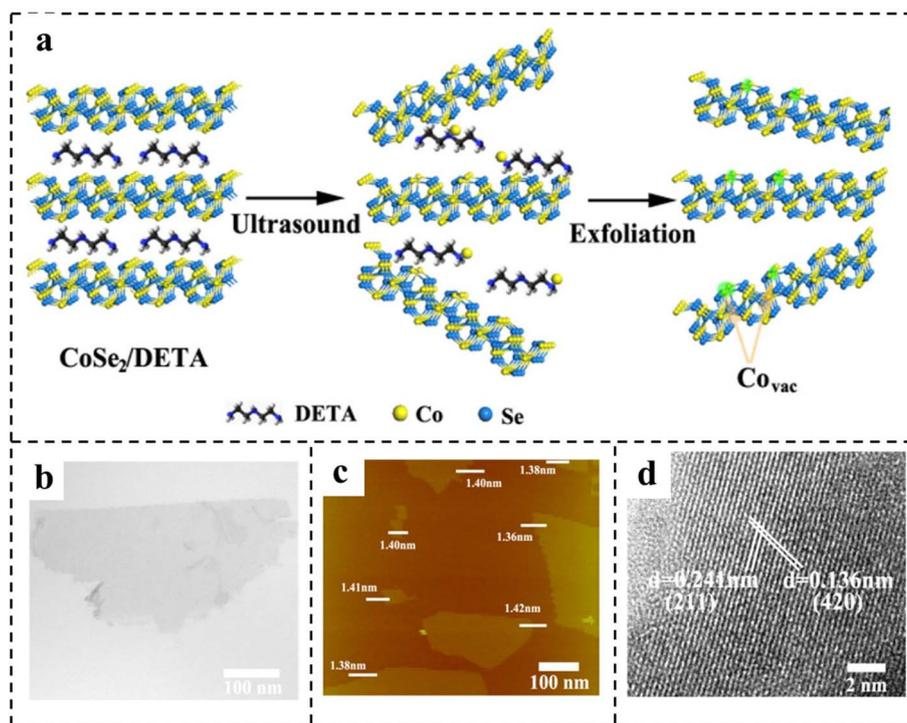 a
Ultrasound
Exfoliation
CoSe₂/DETA
Co_vac
DETA
Co
Se
b
100 nm
c
1.38nm
1.40nm
1.40nm
1.36nm
1.41nm
1.42nm
1.38nm
100 nm
d
d=0.241nm d=0.136nm
(211) (420)
2 nm